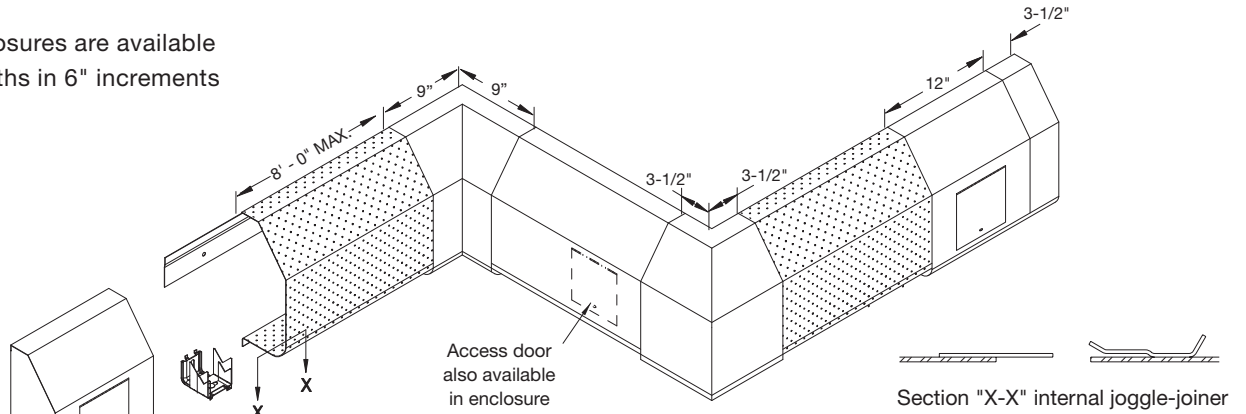 osures are available
ths in 6" increments
8' - 0" MAX.
9”
9”
3-1/2"
3-1/2"
12"
3-1/2"
Access door
also available
in enclosure
X
X
Section "X-X" internal joggle-joiner